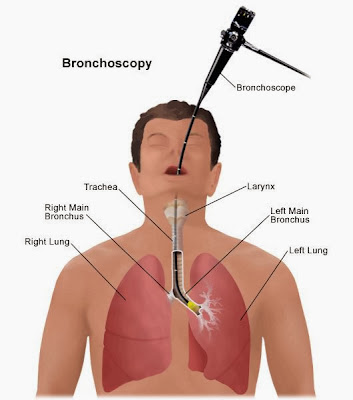 Bronchoscopy
Bronchoscope
Trachea
Larynx
Right Main
Bronchus
Left Main
Bronchus
Right Lung
Left Lung